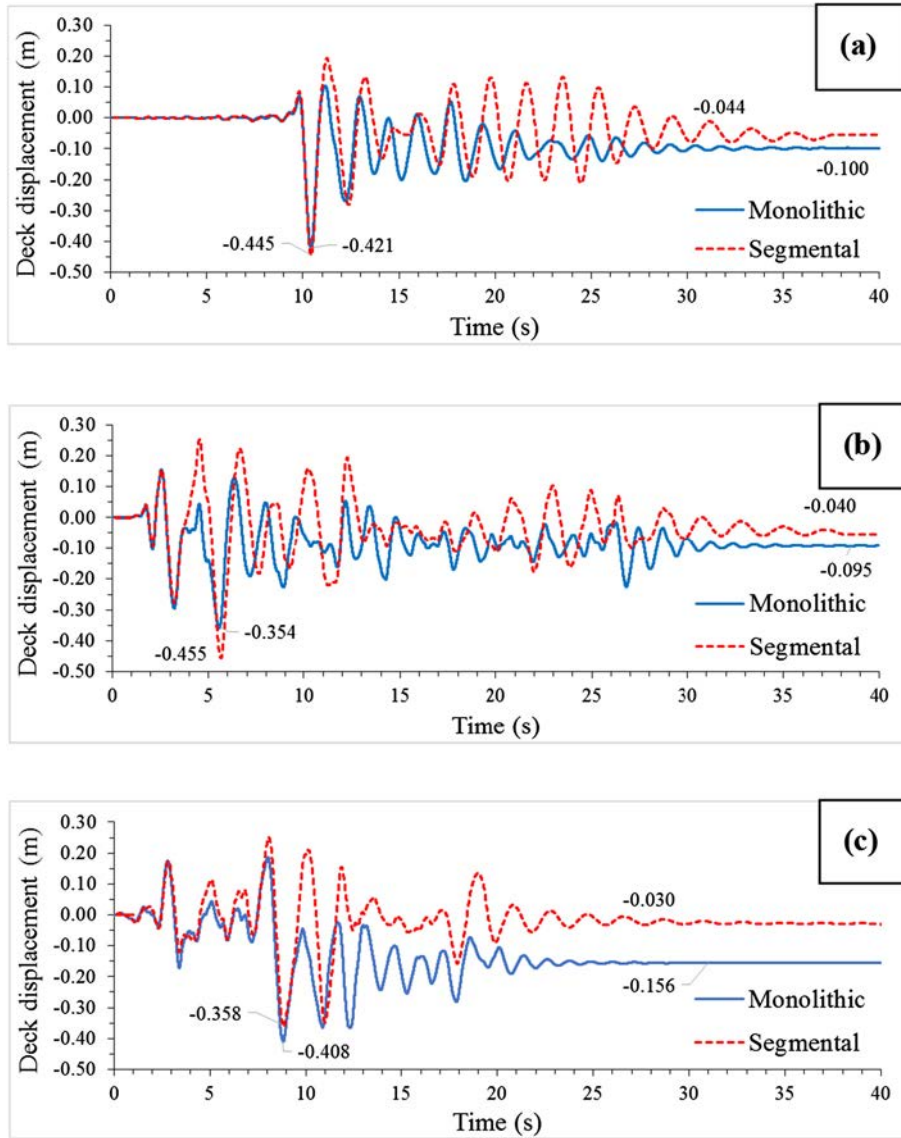 (a)
Deck displacement (m)
0.30
0.20
0.10
0.00
-0.10
-0.20
-0.30
-0.40
-0.50
-0.044
-0.100
-0.445
-0.421
Monolithic
Segmental
0 5 10 15 20 25 30 35 40
Time (s)
(b)
Deck displacement (m)
0.30
0.20
0.10
0.00
-0.10
-0.20
-0.30
-0.40
-0.50
-0.040
-0.095
-0.354
-0.455
Monolithic
Segmental
0 5 10 15 20 25 30 35 40
Time (s)
(c)
Deck displacement (m)
0.30
0.20
0.10
0.00
-0.10
-0.20
-0.30
-0.40
-0.50
-0.030
-0.156
-0.358
-0.408
Monolithic
Segmental
0 5 10 15 20 25 30 35 40
Time (s)